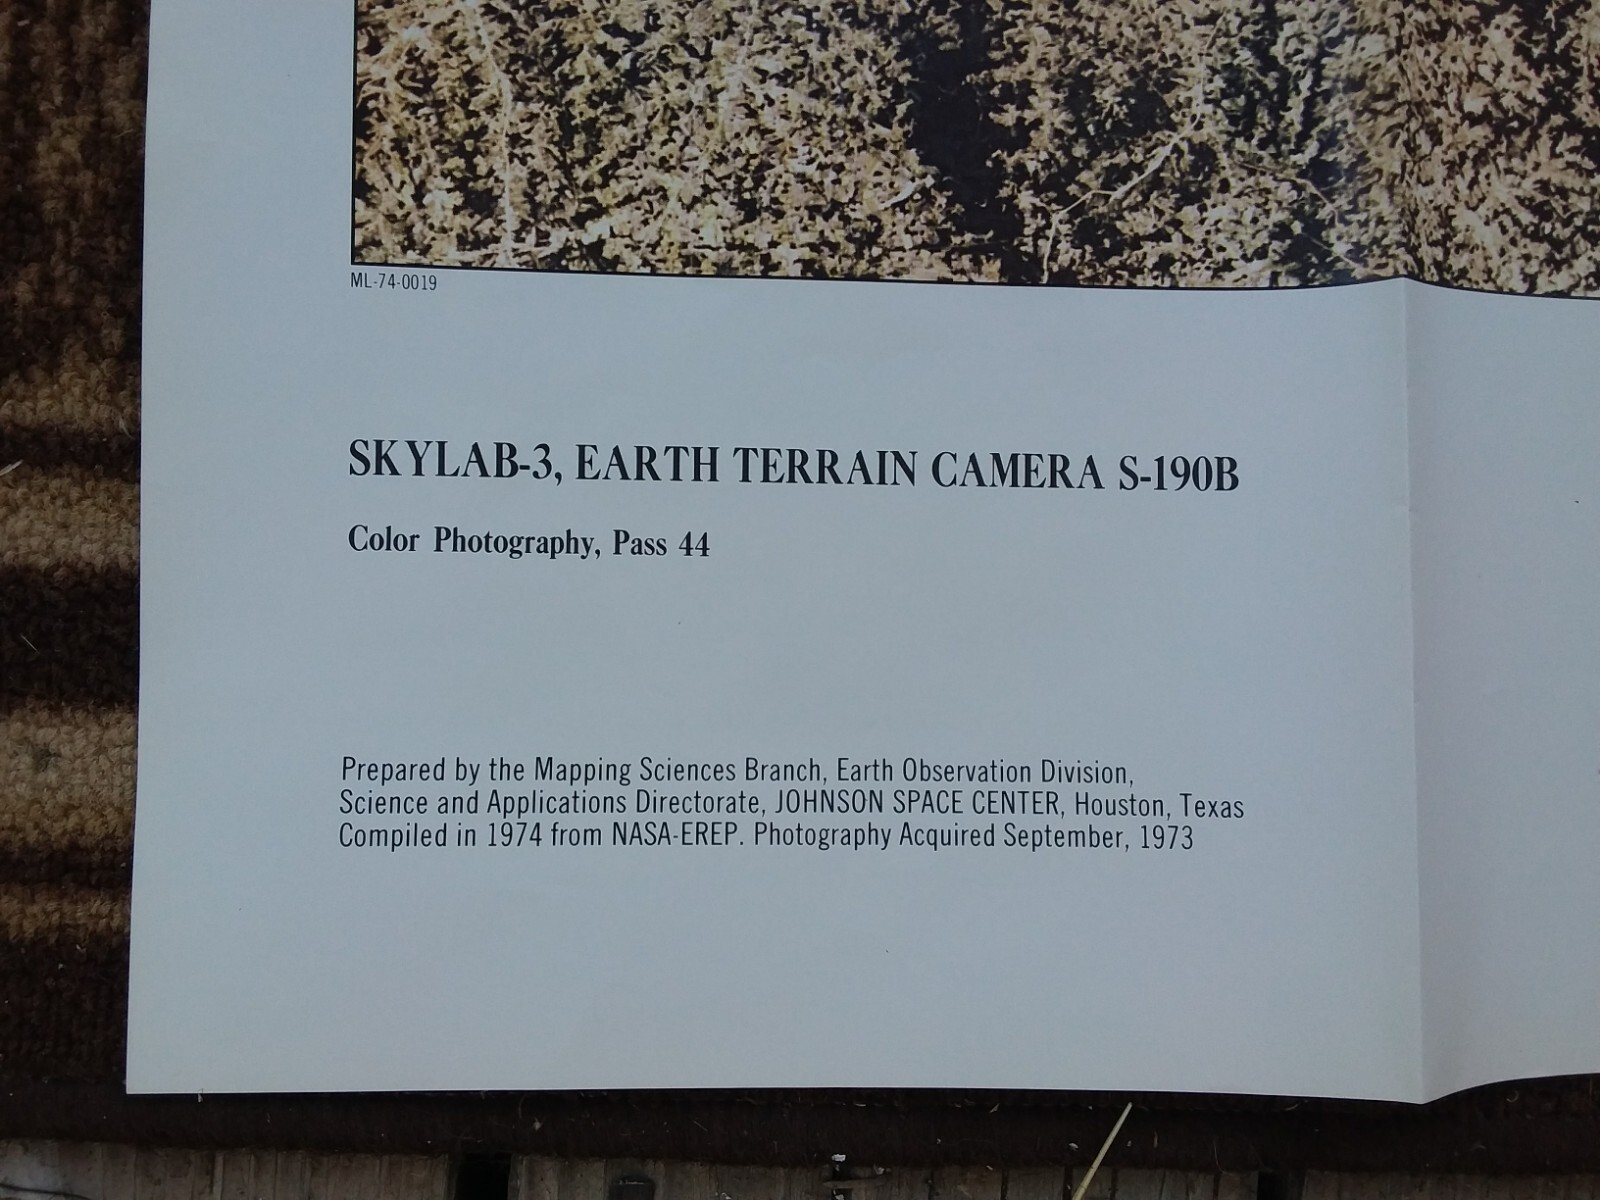 ML-74-0019
SKYLAB-3, EARTH TERRAIN CAMERA S-190B
Color Photography, Pass 44
Prepared by the Mapping Sciences Branch, Earth Observation Division,
Science and Applications Directorate, JOHNSON SPACE CENTER, Houston, Texas
Compiled in 1974 from NASA-EREP. Photography Acquired September, 1973